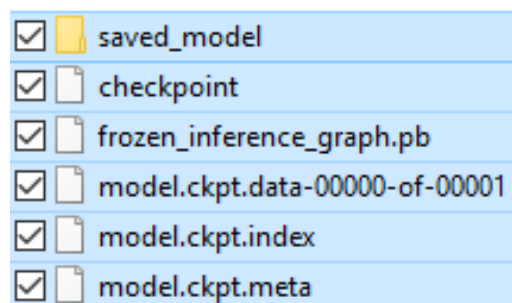 saved_model
checkpoint
frozen_inference_graph.pb
model.ckpt.data-00000-of-00001
model.ckpt.index
model.ckpt.meta